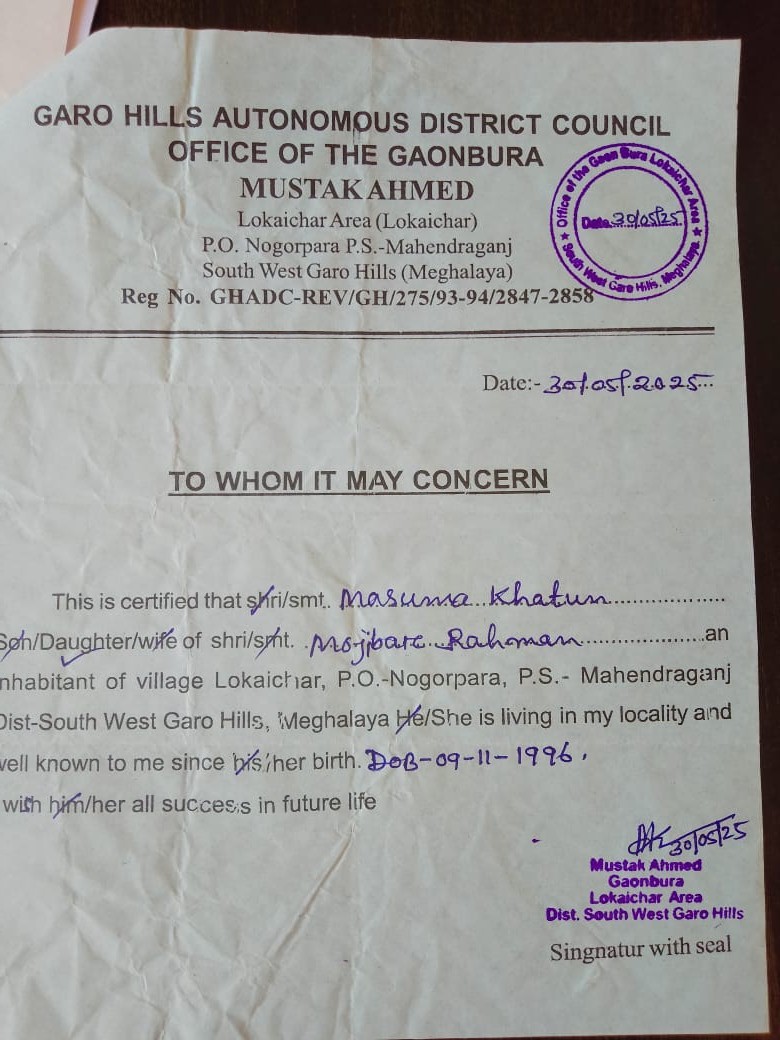 GARO HILLS AUTONOMOUS DISTRICT COUNCIL
OFFICE OF THE GAONBURA
MUSTAK AHMED
Lokaichar Area (Lokaichar)
P.O. Nogorpara P.S.-Mahendraganj
South West Garo Hills (Meghalaya)
Reg No. GHADC-REV/GH/275/93-94/2847-2858
Office of the Gaon Bura Lokaichar Area
Date 30/05/25
South West Garo Hills, Meghalaya
Date:- 30/.05/.2025...
TO WHOM IT MAY CONCERN
This is certified that shri/smt. Masuma Khatun
Son/Daughter/wife of shri/smt. Mojibar Rahman an
nhabitant of village Lokaichar, P.O.-Nogorpara, P.S.- Mahendraganj
Dist-South West Garo Hills, Meghalaya He/She is living in my locality and
well known to me since his/her birth. DOB-09-11-1996.
wish him/her all success in future life
30/05/25
Mustak Ahmed
Gaonbura
Lokaichar Area
Dist. South West Garo Hills
Singnatur with seal